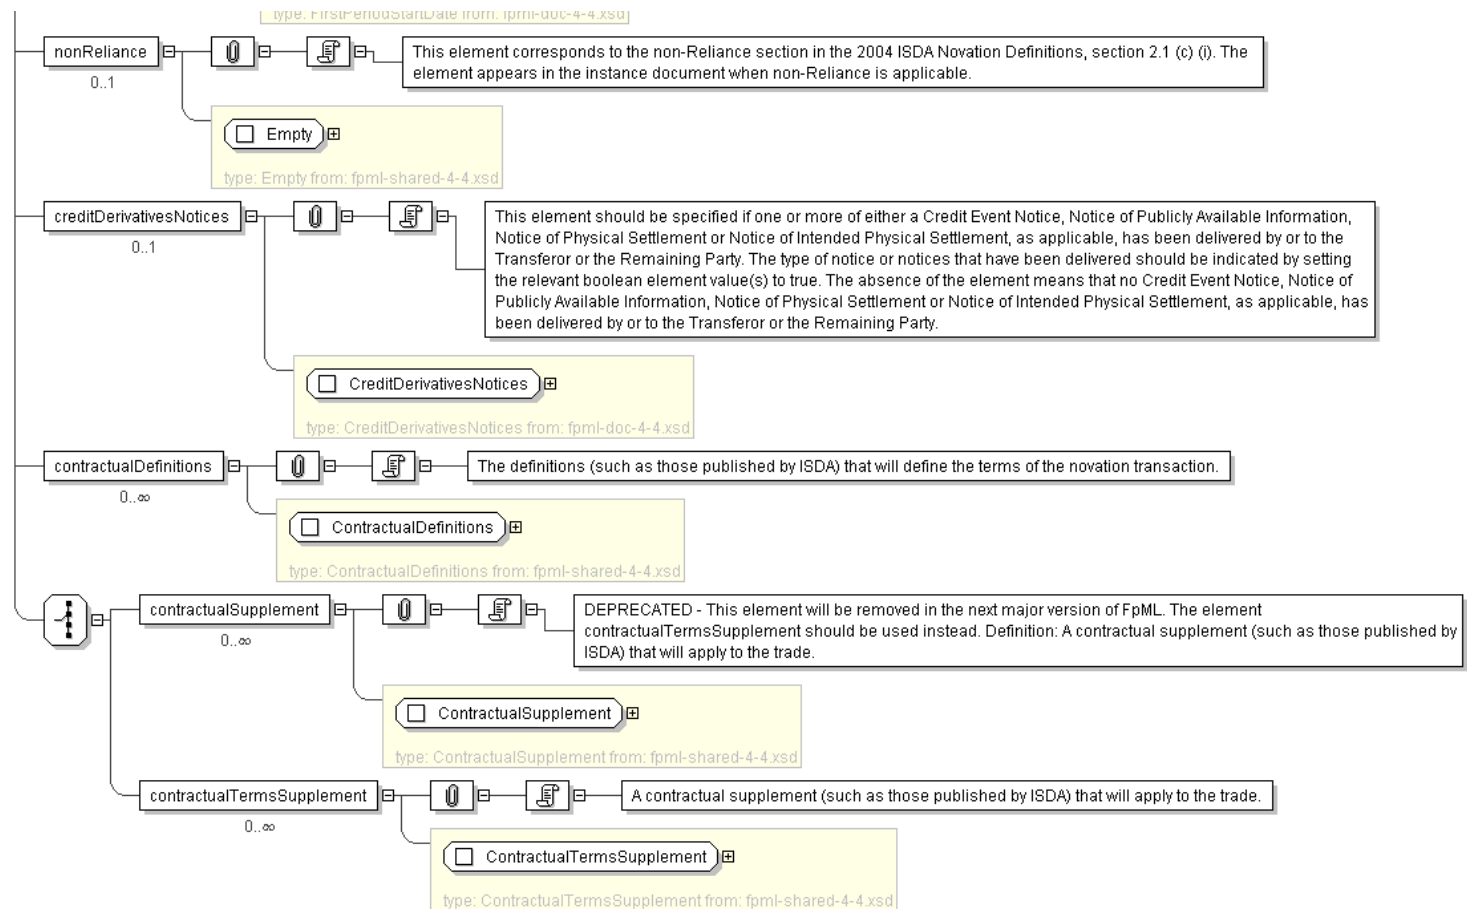 type: FirstPeriodStartDate from: fpml-doc-4-4.xsd
nonReliance
0..1
This element corresponds to the non-Reliance section in the 2004 ISDA Novation Definitions, section 2.1 (c) (i). The
element appears in the instance document when non-Reliance is applicable.
Empty
type: Empty from: fpml-shared-4-4.xsd
creditDerivativesNotices
0..1
This element should be specified if one or more of either a Credit Event Notice, Notice of Publicly Available Information,
Notice of Physical Settlement or Notice of Intended Physical Settlement, as applicable, has been delivered by or to the
Transferor or the Remaining Party. The type of notice or notices that have been delivered should be indicated by setting
the relevant boolean element value(s) to true. The absence of the element means that no Credit Event Notice, Notice of
Publicly Available Information, Notice of Physical Settlement or Notice of Intended Physical Settlement, as applicable, has
been delivered by or to the Transferor or the Remaining Party.
CreditDerivativesNotices
type: CreditDerivativesNotices from: fpml-doc-4-4.xsd
contractualDefinitions
0..∞
The definitions (such as those published by ISDA) that will define the terms of the novation transaction.
ContractualDefinitions
type: ContractualDefinitions from: fpml-shared-4-4.xsd
contractualSupplement
0..∞
DEPRECATED - This element will be removed in the next major version of FpML. The element
contractualTermsSupplement should be used instead. Definition: A contractual supplement (such as those published by
ISDA) that will apply to the trade.
ContractualSupplement
type: ContractualSupplement from: fpml-shared-4-4.xsd
contractualTermsSupplement
0..∞
A contractual supplement (such as those published by ISDA) that will apply to the trade.
ContractualTermsSupplement
type: ContractualTermsSupplement from: fpml-shared-4-4.xsd